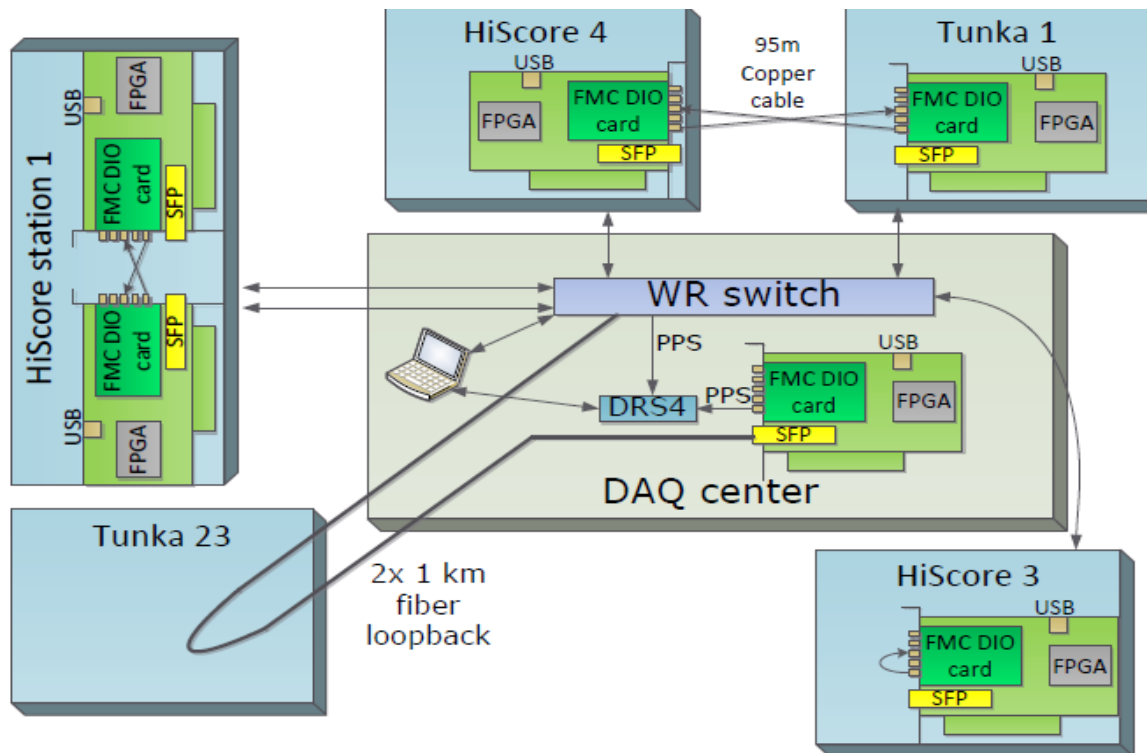 HiScore 4
USB
FMC DIO
card
FPGA
SFP
95m
Copper
cable
Tunka 1
USB
FMC DIO
card
FPGA
SFP
HiScore station 1
USB
FPGA
FMC DIO
card
SFP
FMC DIO
card
SFP
USB
FPGA
WR switch
PPS
DRS4
PPS
USB
FMC DIO
card
FPGA
SFP
DAQ center
Tunka 23
2x 1 km
fiber
loopback
HiScore 3
USB
FMC DIO
card
FPGA
SFP